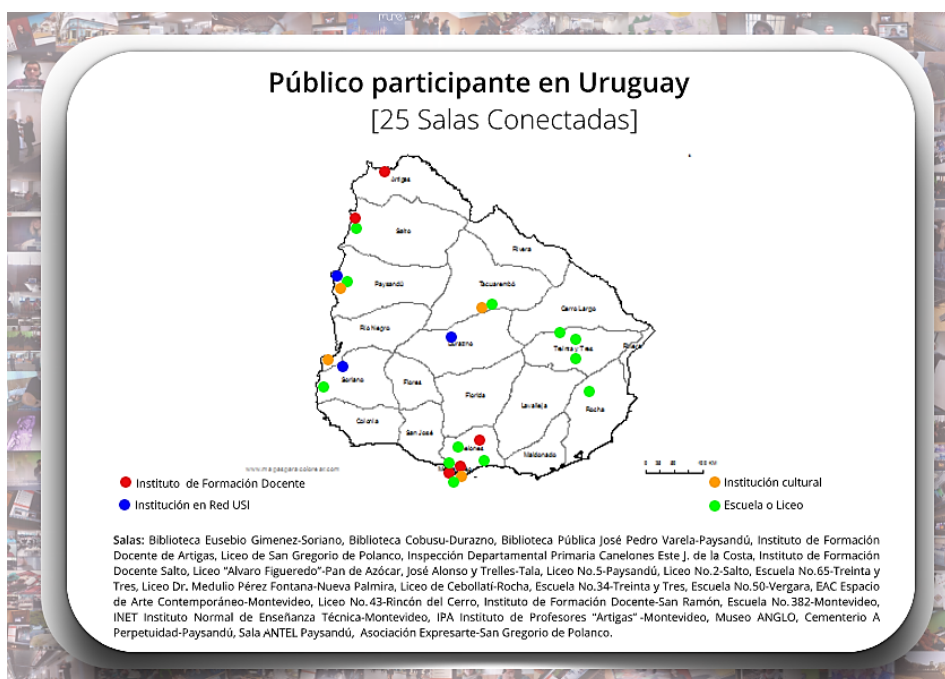 Público participante en Uruguay
[25 Salas Conectadas]
Artigas
Salto
Rivera
Paysandú
Tacuarembó
Cerro Largo
Río Negro
Durazno
Treinta y Tres
Soriano
Flores
Florida
Lavalleja
Rocha
Colonia
San José
Maldonado
www.mapasparacolorear.com
Instituto de Formación Docente
Institución cultural
Institución en Red USI
Escuela o Liceo
Salas: Biblioteca Eusebio Gimenez-Soriano, Biblioteca Cobusu-Durazno, Biblioteca Pública José Pedro Varela-Paysandú, Instituto de Formación
Docente de Artigas, Liceo de San Gregorio de Polanco, Inspección Departamental Primaria Canelones Este J. de la Costa, Instituto de Formación
Docente Salto, Liceo "Alvaro Figueredo"-Pan de Azócar, José Alonso y Trelles-Tala, Liceo No.5-Paysandú, Liceo No.2-Salto, Escuela No.65-Treinta y
Tres, Liceo Dr. Medulio Pérez Fontana-Nueva Palmira, Liceo de Cebollatí-Rocha, Escuela No.34-Treinta y Tres, Escuela No.50-Vergara, EAC Espacio
de Arte Contemporáneo-Montevideo, Liceo No.43-Rincón del Cerro, Instituto de Formación Docente-San Ramón, Escuela No.382-Montevideo,
INET Instituto Normal de Enseñanza Técnica-Montevideo, IPA Instituto de Profesores "Artigas" -Montevideo, Museo ANGLO, Cementerio A
Perpetuidad-Paysandú, Sala ANTEL Paysandú, Asociación Expresarte-San Gregorio de Polanco.